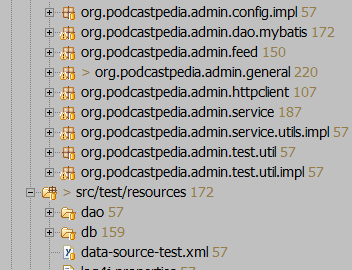 org.podcastpedia.admin.config.impl 57
org.podcastpedia.admin.dao.mybatis 172
org.podcastpedia.admin.feed 150
> org.podcastpedia.admin.general 220
org.podcastpedia.admin.httpclient 107
org.podcastpedia.admin.service 187
org.podcastpedia.admin.service.utils.impl 57
org.podcastpedia.admin.test.util 57
org.podcastpedia.admin.test.util.impl 57
> src/test/resources 172
dao 57
db 159
data-source-test.xml 57
log4j.properties 57